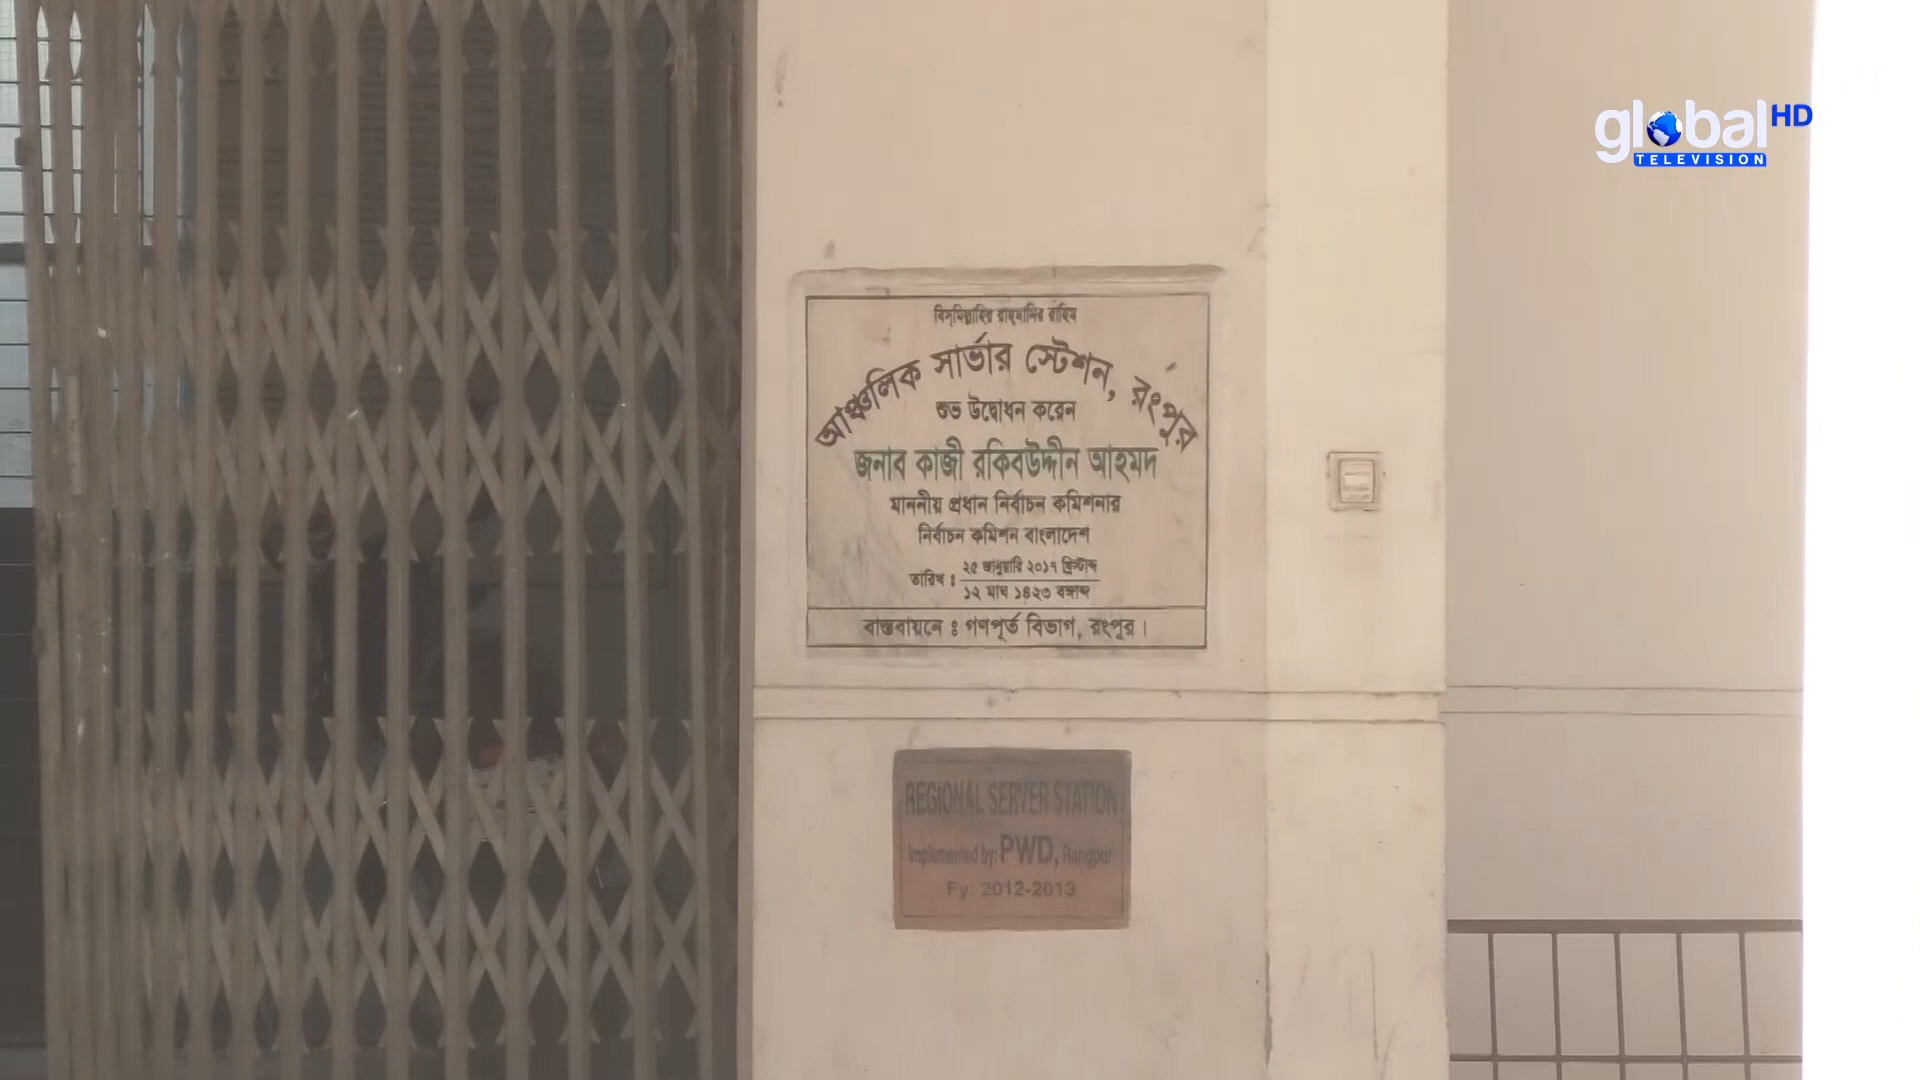 global HD
TELEVISION
বিসমিল্লাহির রাহমানির রাহিম
আঞ্চলিক সার্ভার স্টেশন, রংপুর
শুভ উদ্বোধন করেন
জনাব কাজী রকিবউদ্দীন আহমদ
মাননীয় প্রধান নির্বাচন কমিশনার
নির্বাচন কমিশন বাংলাদেশ
তারিখ : ২৫ জানুয়ারি ২০১৭ খ্রিস্টাব্দ
১২ মাঘ ১৪২৩ বঙ্গাব্দ
বাস্তবায়নে : গণপূর্ত বিভাগ, রংপুর।
REGIONAL SERVER STATION
Implemented by: PWD, Rangpur
Fy: 2012-2013